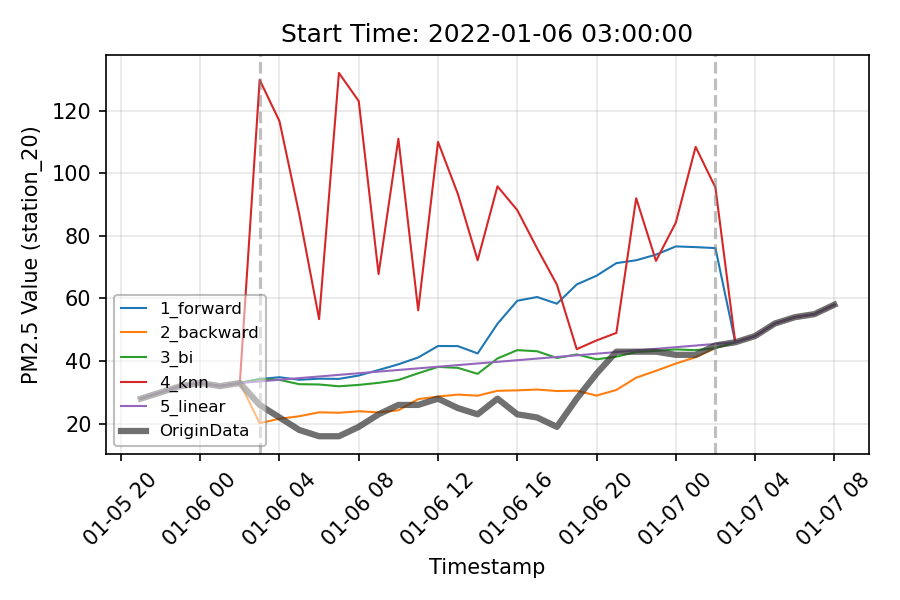 Start Time: 2022-01-06 03:00:00
PM2.5 Value (station_20)
120
100
80
60
40
20
1_forward
2_backward
3_bi
4_knn
5_linear
OriginData
01-05 20
01-06 00
01-06 04
01-06 08
01-06 12
01-06 16
01-06 20
01-07 00
01-07 04
01-07 08
Timestamp